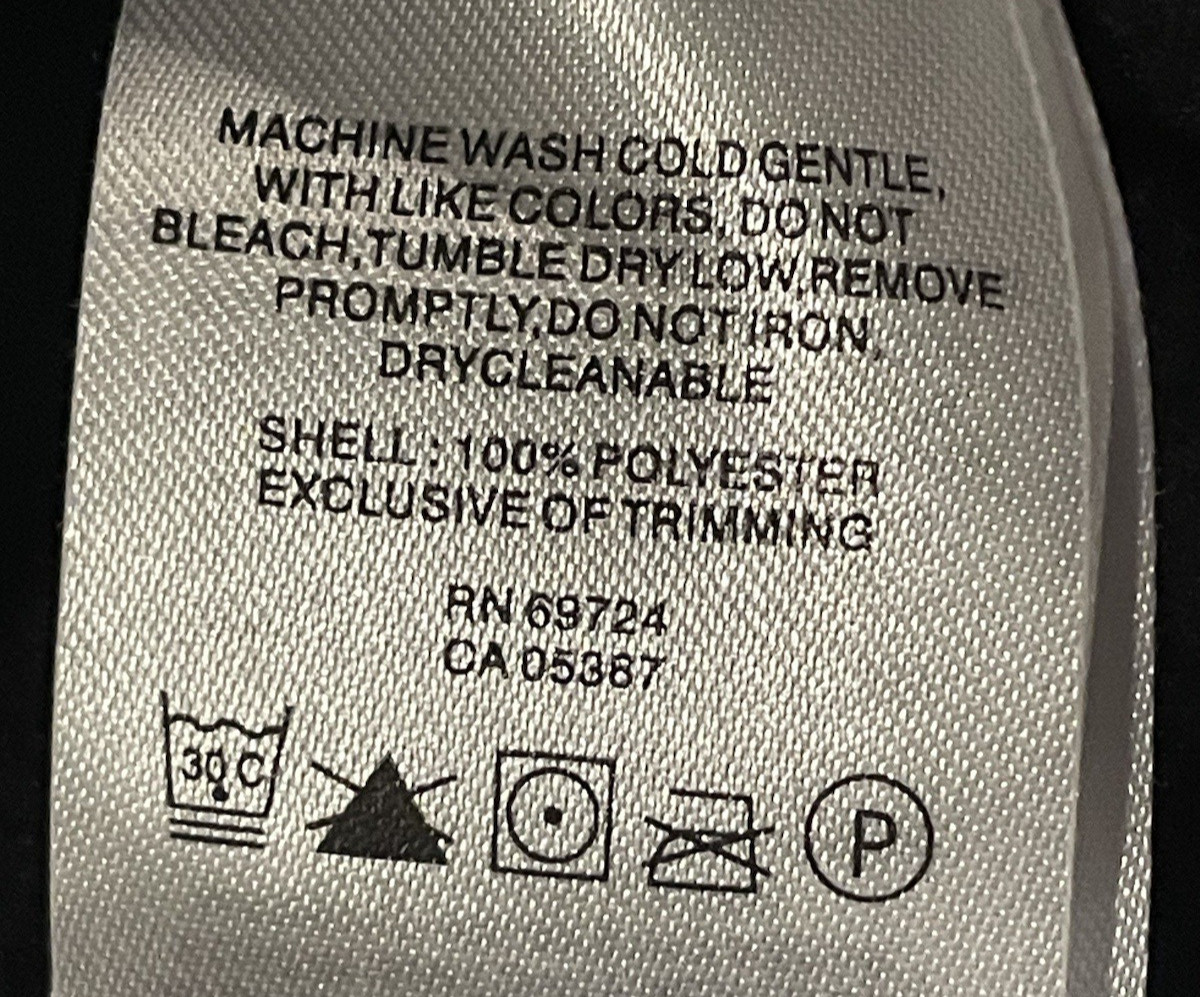 MACHINE WASH COLD GENTLE,
WITH LIKE COLORS, DO NOT
BLEACH,TUMBLE DRY LOW,REMOVE
PROMPTLY,DO NOT IRON,
DRYCLEANABLE
SHELL : 100% POLYESTER
EXCLUSIVE OF TRIMMING
RN 69724
CA 05387
30 C
P